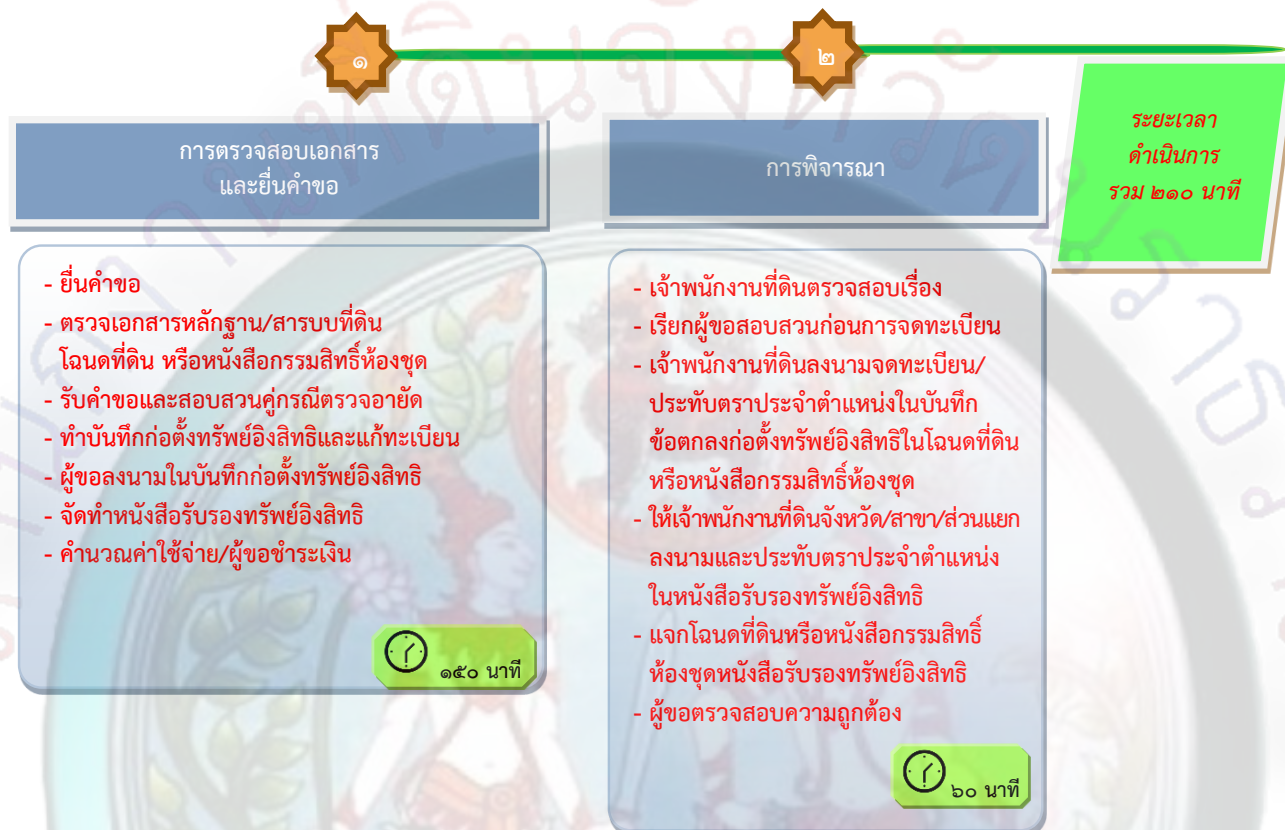 ๑
๒
การตรวจสอบเอกสาร
และยื่นคำขอ
การพิจารณา
ระยะเวลา
ดำเนินการ
รวม ๒๑๐ นาที
- ยื่นคำขอ
- ตรวจเอกสารหลักฐาน/สารบบที่ดิน
โฉนดที่ดิน หรือหนังสือกรรมสิทธิ์ห้องชุด
- รับคำขอและสอบสวนคู่กรณีตรวจอายัด
- ทำบันทึกก่อตั้งทรัพย์อิงสิทธิและแก้ทะเบียน
- ผู้ขอลงนามในบันทึกก่อตั้งทรัพย์อิงสิทธิ
- จัดทำหนังสือรับรองทรัพย์อิงสิทธิ
- คำนวณค่าใช้จ่าย/ผู้ขอชำระเงิน
๑๕๐ นาที
- เจ้าพนักงานที่ดินตรวจสอบเรื่อง
- เรียกผู้ขอสอบสวนก่อนการจดทะเบียน
- เจ้าพนักงานที่ดินลงนามจดทะเบียน/
ประทับตราประจำตำแหน่งในบันทึก
ข้อตกลงก่อตั้งทรัพย์อิงสิทธิในโฉนดที่ดิน
หรือหนังสือกรรมสิทธิ์ห้องชุด
- ให้เจ้าพนักงานที่ดินจังหวัด/สาขา/ส่วนแยก
ลงนามและประทับตราประจำตำแหน่ง
ในหนังสือรับรองทรัพย์อิงสิทธิ
- แจกโฉนดที่ดินหรือหนังสือกรรมสิทธิ์
ห้องชุดหนังสือรับรองทรัพย์อิงสิทธิ
- ผู้ขอตรวจสอบความถูกต้อง
๖๐ นาที